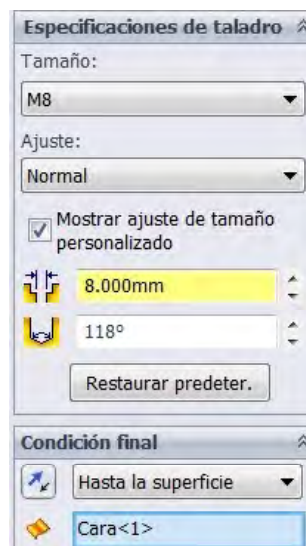 Especificaciones de taladro
Tamaño:
M8
Ajuste:
Normal
Mostrar ajuste de tamaño
personalizado
8.000mm
118º
Restaurar predeter.
Condición final
Hasta la superficie
Cara<1>